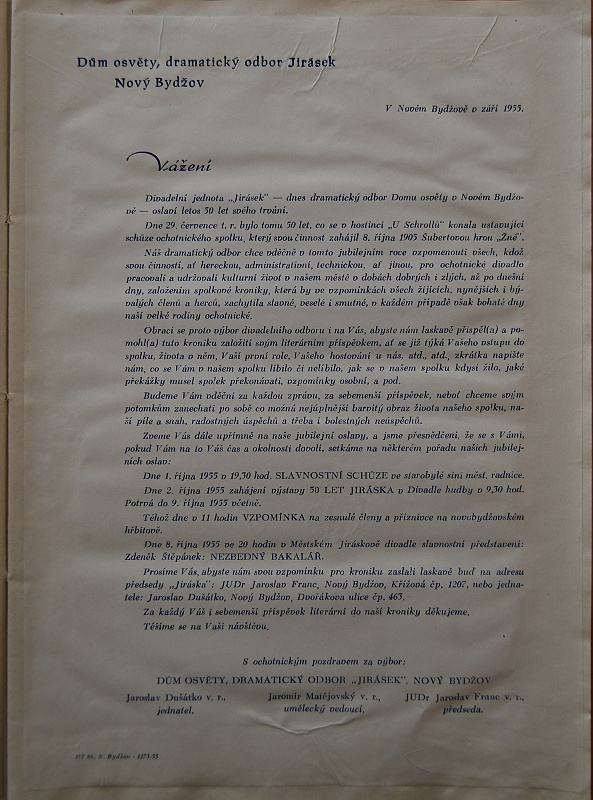 Dům osvěty, dramatický odbor Jirásek
Nový Bydžov
V Novém Bydžově v září 1955.
Vážení
Divadelní jednota „Jirásek" — dnes dramatický odbor Domu osvěty v Novém Bydžo-
vě — oslaví letos 50 let svého trvání.
Dne 29. července t. r. bylo tomu 50 let, co se v hostinci „U Schrollů" konala ustavující
schůze ochotnického spolku, který svou činnost zahájil 8. října 1905 Šubertovou hrou „Žně".
Náš dramatický odbor chce vděčně v tomto jubilejním roce vzpomenouti všech, kdož
svou činností, ať hereckou, administrativní, technickou, ať jinou, pro ochotnické divadlo
pracovali a udržovali kulturní život v našem městě v dobách dobrých i zlých, až po dnešní
dny, založením spolkové kroniky, která by ve vzpomínkách všech žijících, nynějších i bý-
valých členů a herců, zachytila slavné, veselé i smutné, v každém případě však bohaté dny
naší velké rodiny ochotnické.
Obrací se proto výbor divadelního odboru i na Vás, abyste nám laskavě přispěl(a) a po-
mohl(a) tuto kroniku založiti svým literárním příspěvkem, ať se již týká Vašeho vstupu do
spolku, života v něm, Vaší první role, Vašeho hostování u nás, atd., atd., zkrátka napište
nám, co se Vám v našem spolku líbilo či nelíbilo, jak se v našem spolku kdysi žilo, jaké
překážky musel spolek překonávati, vzpomínky osobní, a pod.
Budeme Vám vděčni za každou zprávu, za sebemenší příspěvek, neboť chceme svým
potomkům zanechati po sobě co možná nejúplnější barvitý obraz života našeho spolku, na-
ší píle a snah, radostných úspěchů a třeba i bolestných neúspěchů.
Zveme Vás dále upřímně na naše jubilejní oslavy, a jsme přesvědčeni, že se s Vámi,
pokud Vám na to Váš čas a okolnosti dovolí, setkáme na některém pořadu našich jubilej-
ních oslav:
Dne 1. října 1955 v 19,30 hod. SLAVNOSTNÍ SCHŮZE ve starobylé síni měst. radnice.
Dne 2. října 1955 zahájení výstavy 50 LET JIRÁSKA v Divadle hudby v 9,30 hod.
Potrvá do 9. října 1955 včetně.
Téhož dne v 11 hodin VZPOMÍNKA na zesnulé členy a příznivce na novobydžovském
hřbitově.
Dne 8. října 1955 ve 20 hodin v Městském Jiráskově divadle slavnostní představení:
Zdeněk Štěpánek: NEZBEDNÝ BAKALÁŘ.
Prosíme Vás, abyste nám svou vzpomínku pro kroniku zaslali laskavě buď na adresu
předsedy „Jiráska": JUDr Jaroslav Franc, Nový Bydžov, Křížová čp. 1207, nebo jedna-
tele: Jaroslav Dušátko, Nový Bydžov, Dvořákova ulice čp. 463.
Za každý Váš i sebemenší příspěvek literární do naší kroniky děkujeme.
Těšíme se na Vaši návštěvu.
S ochotnickým pozdravem za výbor:
DŮM OSVĚTY, DRAMATICKÝ ODBOR „JIRÁSEK", NOVÝ BYDŽOV
Jaroslav Dušátko v. r., Jaromír Matějovský v. r., JUDr Jaroslav Franc v. r.,
jednatel. umělecký vedoucí. předseda.
N. Bydžov - 1275-55